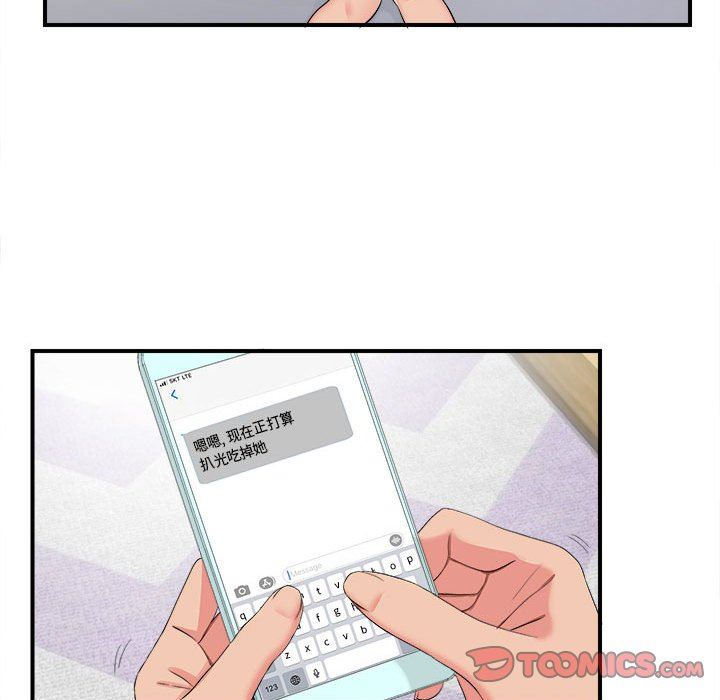 SKT LTE
嗯嗯,现在正打算
扒光吃掉她
Message
t v o p
q f g h
z x c v b
123
TOOMICS.COM